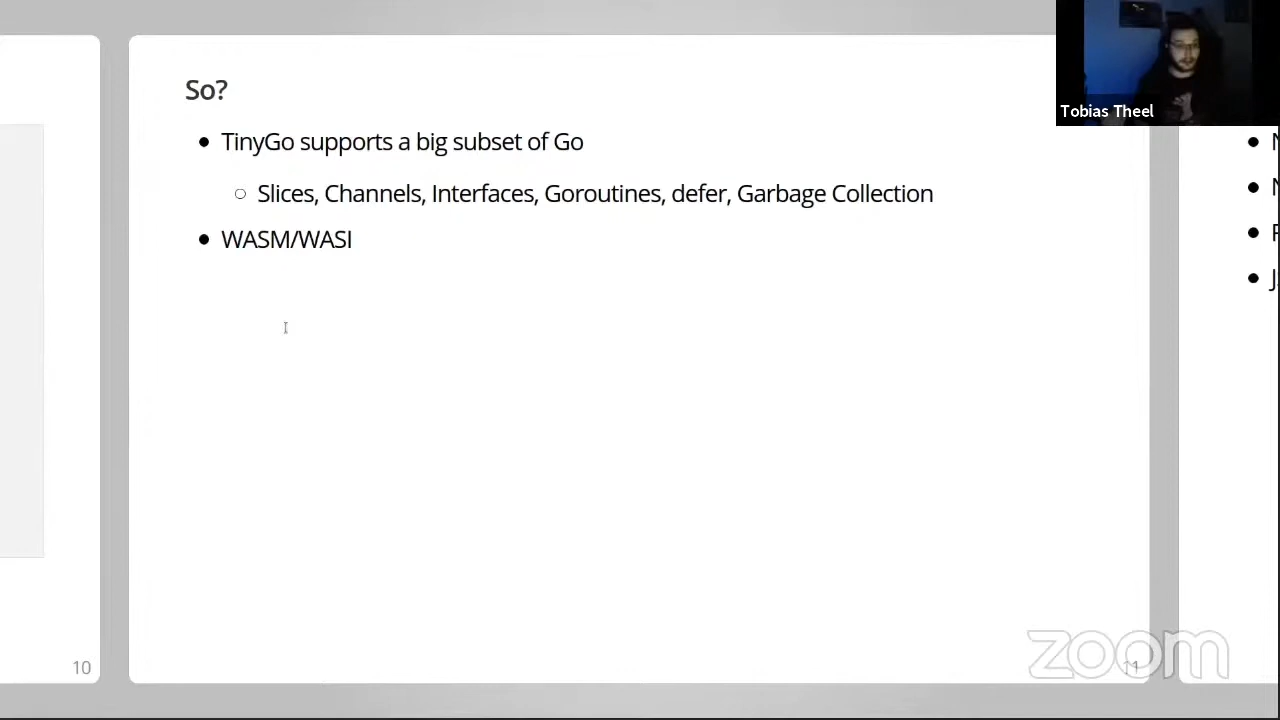 So?
TinyGo supports a big subset of Go
Slices, Channels, Interfaces, Goroutines, defer, Garbage Collection
WASM/WASI
Tobias Theel
10
11
zoom